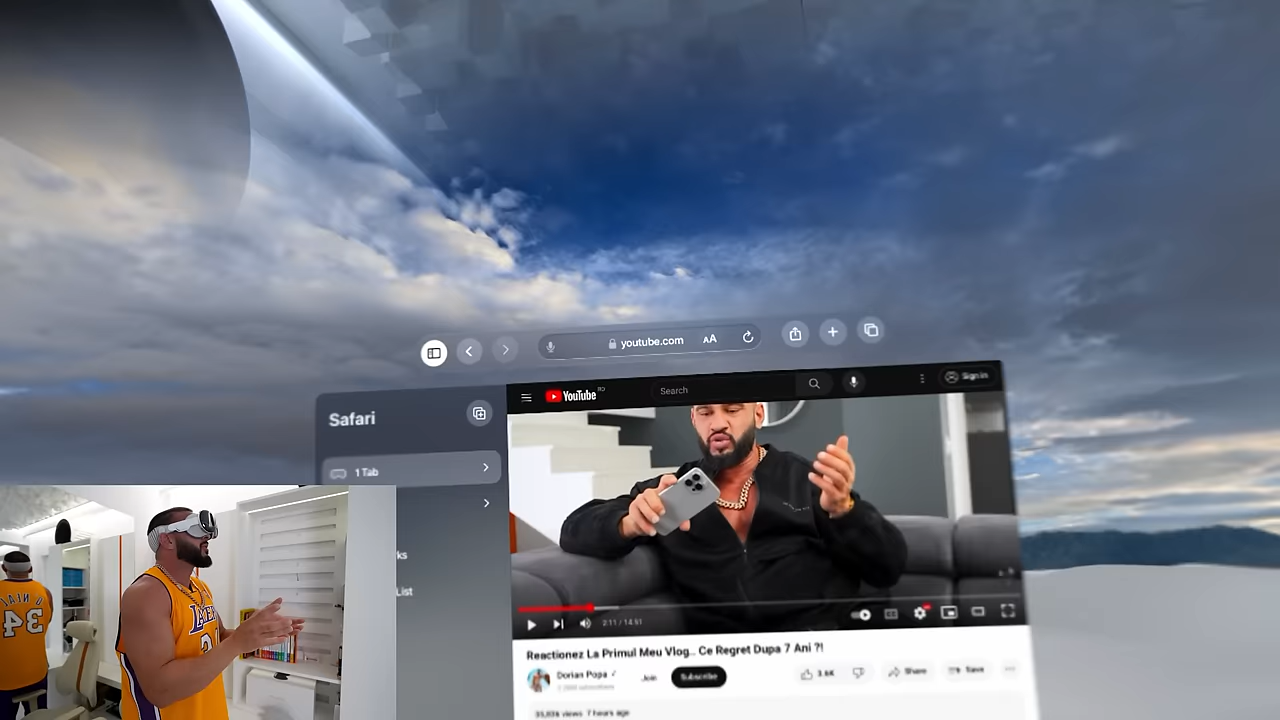 youtube.com
AA
Safari
1 Tab
ks
List
YouTube
RO
Search
Sign in
2:11 / 14:51
Reactionez La Primul Meu Vlog.. Ce Regret Dupa 7 Ani ?!
Dorian Popa
Join
Subscribe
3.6K
Share
Save
views 7 hours ago
LAKERS
34